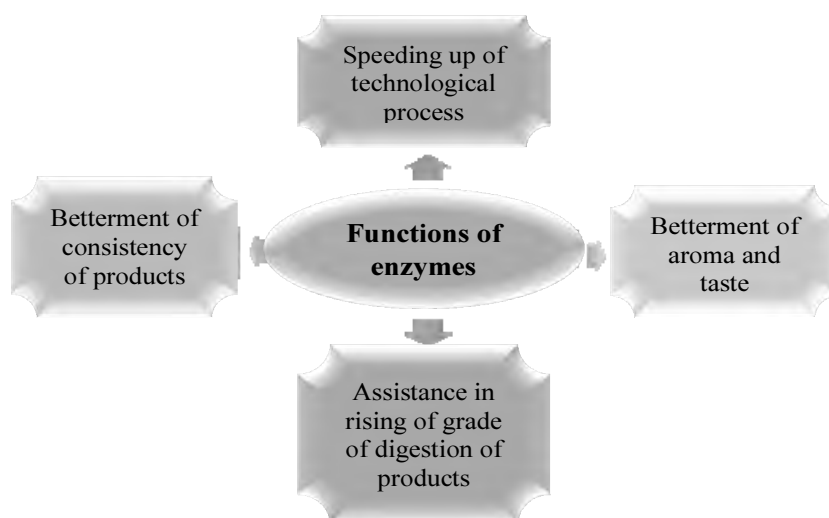 Speeding up of
technological
process
Betterment of
consistency
of products
Functions of
enzymes
Betterment of
aroma and
taste
Assistance in
rising of grade
of digestion of
products